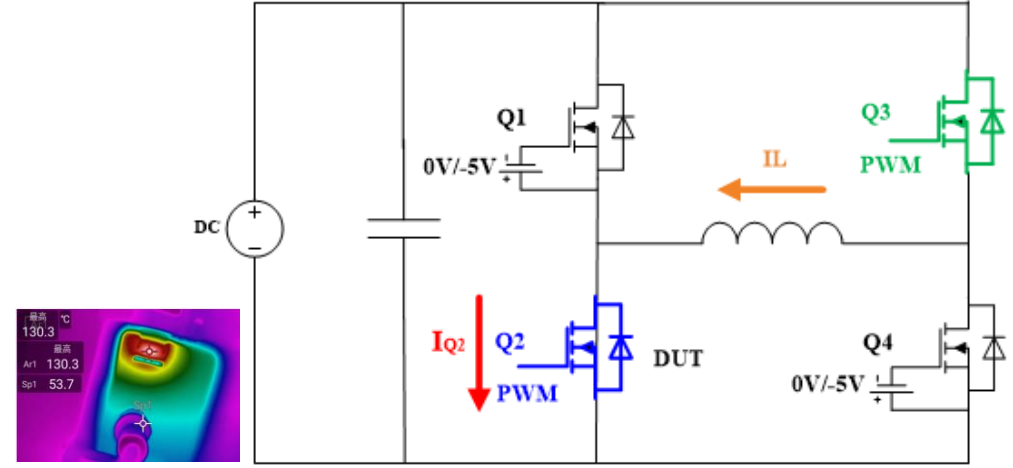 Q1
0V/-5V
DC
Q3
PWM
IL
IQ2
Q2
PWM
DUT
Q4
0V/-5V
最高 ℃
130.3
最高
Ar1 130.3
Sp1 53.7
Sp1